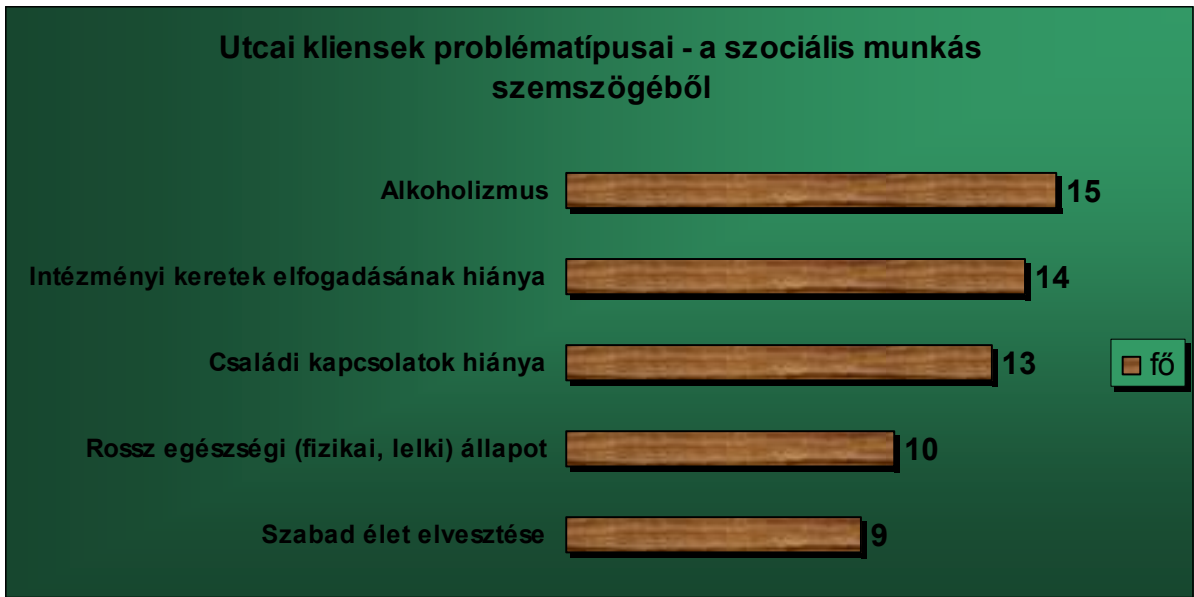 Utcai kliensek problématípusai - a szociális munkás
szemszögéből
Alkoholizmus 15
Intézményi keretek elfogadásának hiánya 14
Családi kapcsolatok hiánya 13
fő
Rossz egészségi (fizikai, lelki) állapot 10
Szabad élet elvesztése 9